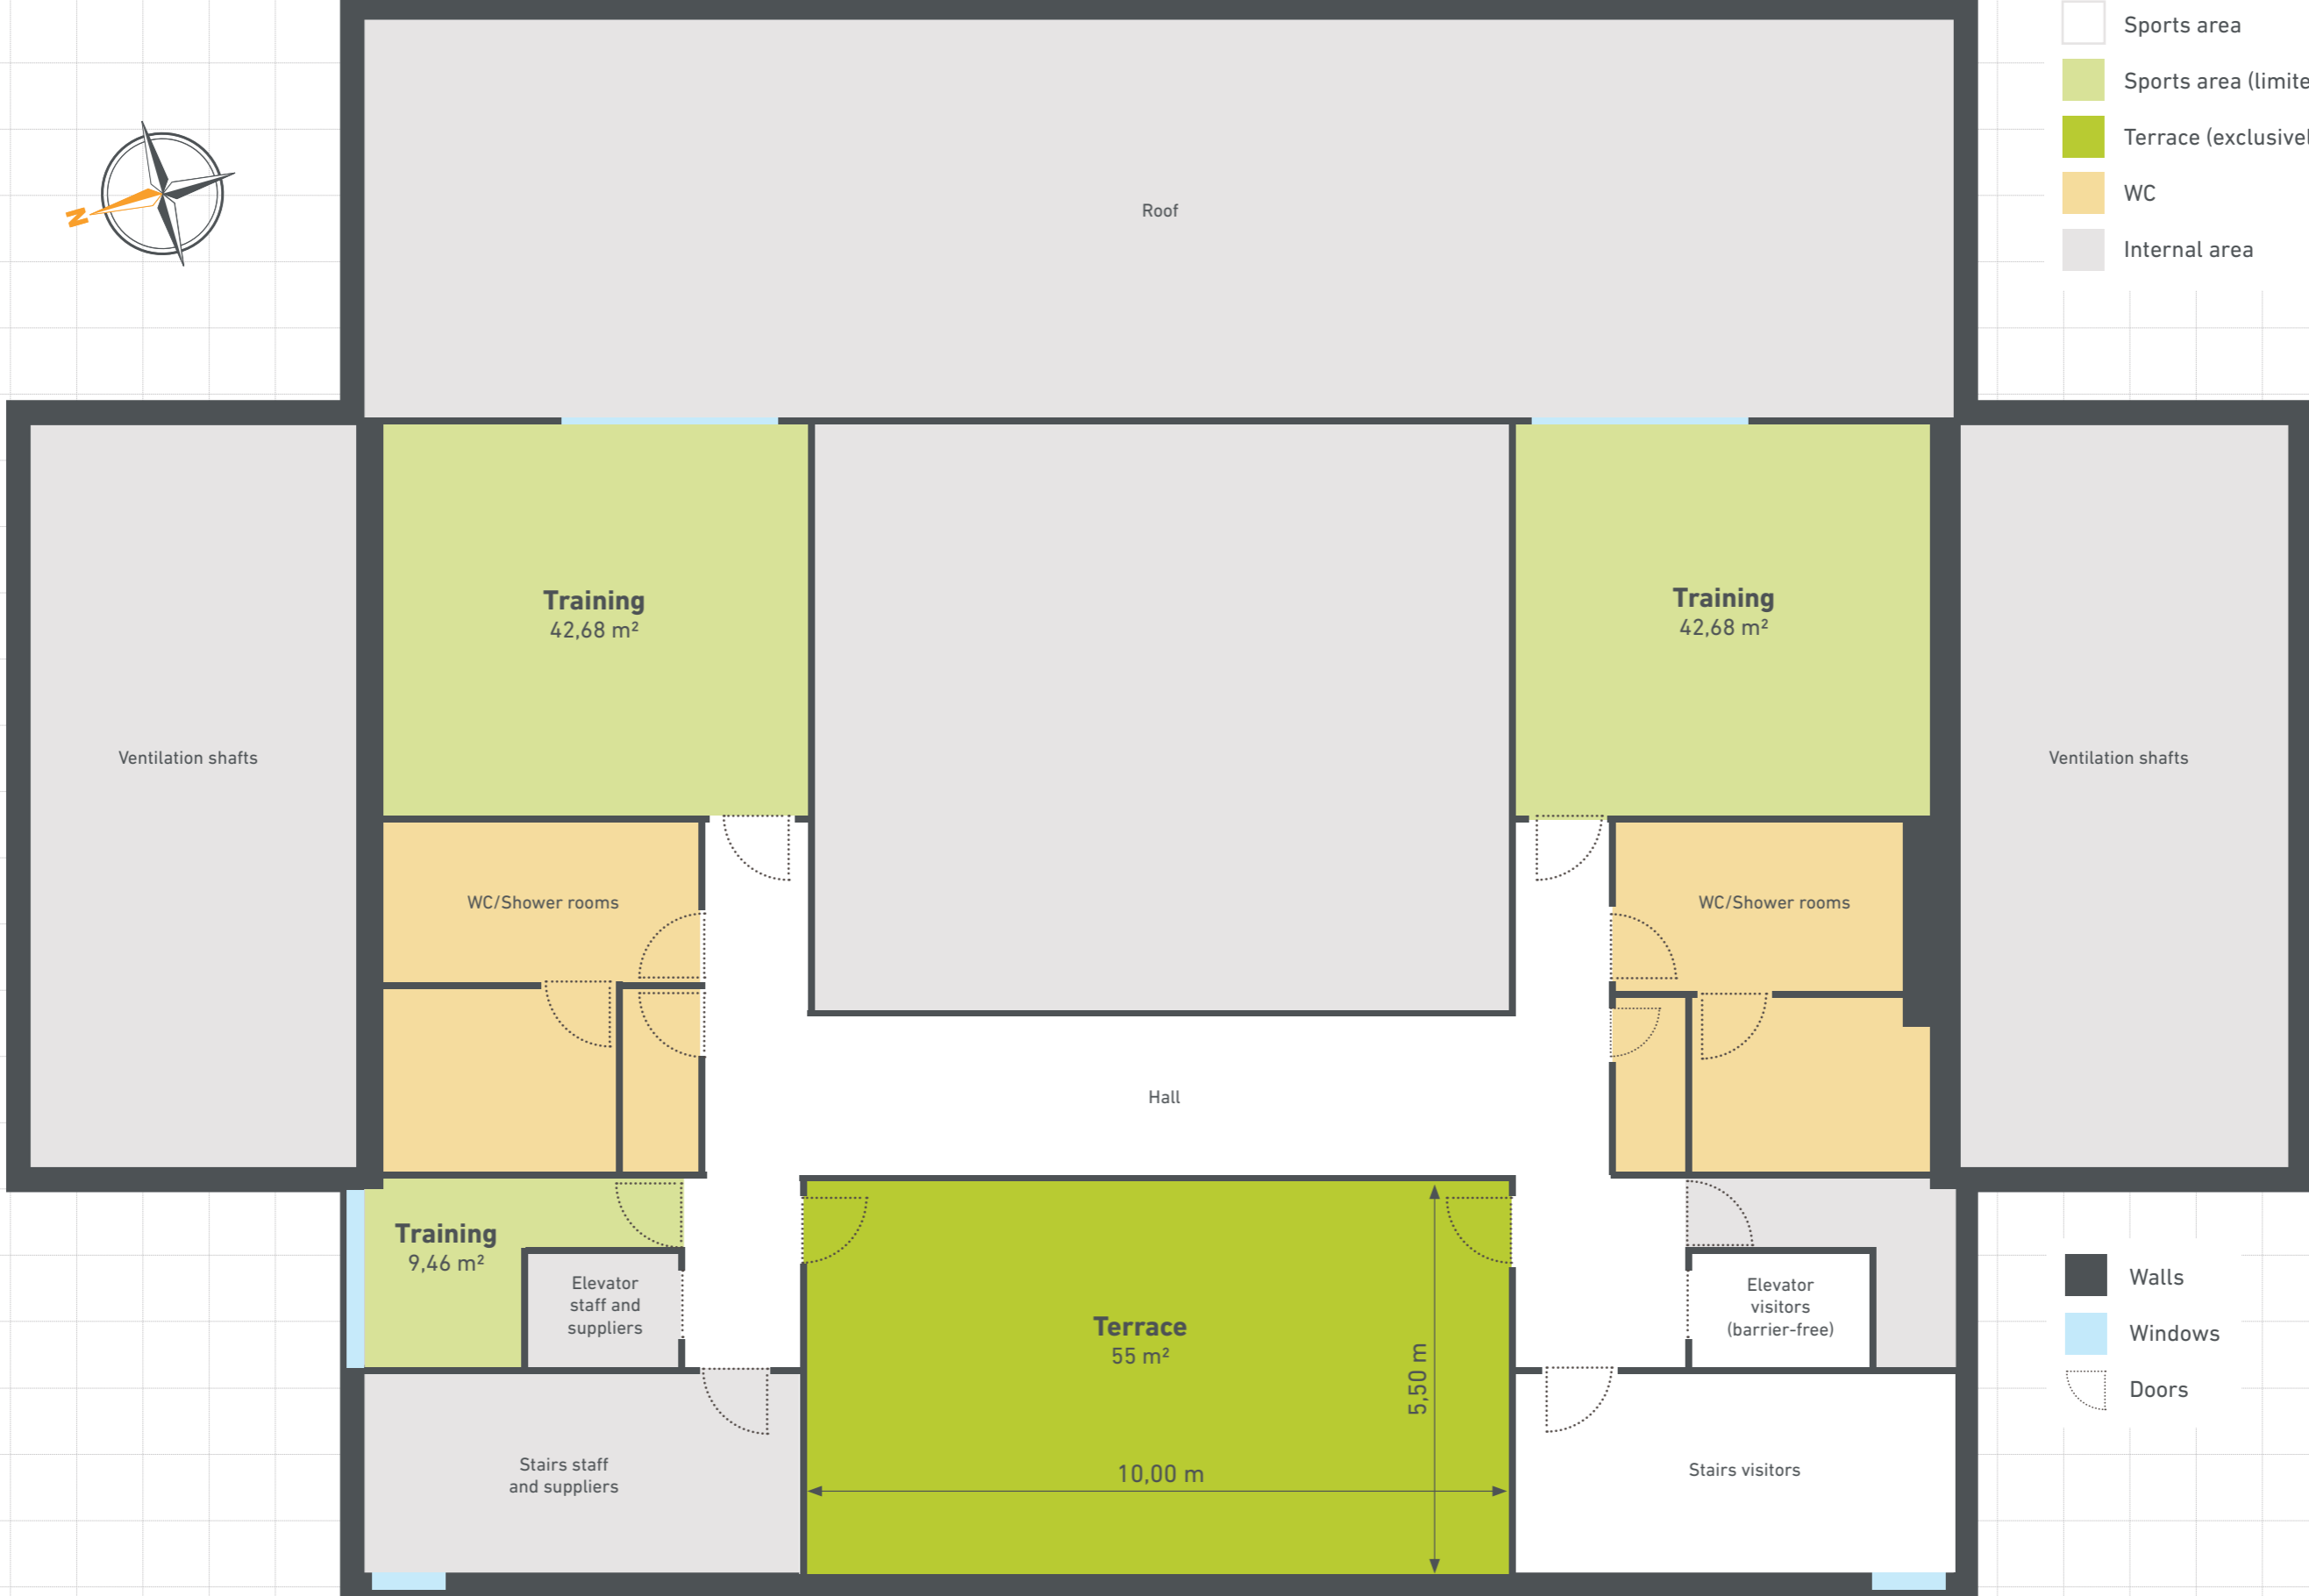 Sports area
Sports area (limite
Terrace (exclusivel
WC
Internal area
N
Roof
Training
42,68 m²
Training
42,68 m²
Ventilation shafts
Ventilation shafts
WC/Shower rooms
WC/Shower rooms
Hall
Training
9,46 m²
Elevator
staff and
suppliers
Elevator
visitors
(barrier-free)
Terrace
55 m²
5,50 m
10,00 m
Stairs staff
and suppliers
Stairs visitors
Walls
Windows
Doors